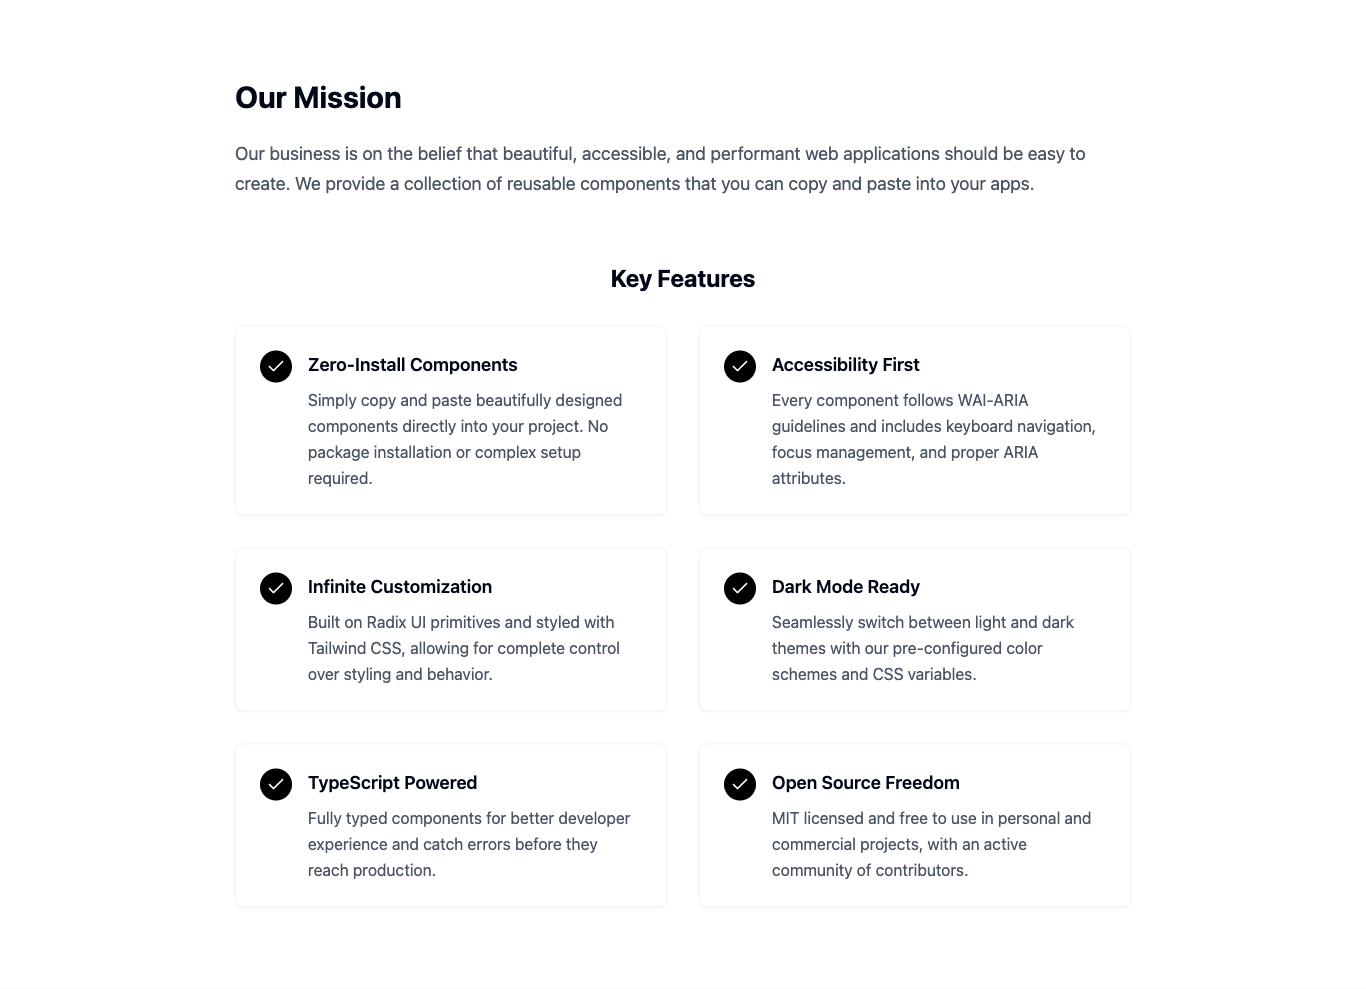 Our Mission
Our business is on the belief that beautiful, accessible, and performant web applications should be easy to
create. We provide a collection of reusable components that you can copy and paste into your apps.
Key Features
Zero-Install Components
Simply copy and paste beautifully designed
components directly into your project. No
package installation or complex setup
required.
Accessibility First
Every component follows WAI-ARIA
guidelines and includes keyboard navigation,
focus management, and proper ARIA
attributes.
Infinite Customization
Built on Radix UI primitives and styled with
Tailwind CSS, allowing for complete control
over styling and behavior.
Dark Mode Ready
Seamlessly switch between light and dark
themes with our pre-configured color
schemes and CSS variables.
TypeScript Powered
Fully typed components for better developer
experience and catch errors before they
reach production.
Open Source Freedom
MIT licensed and free to use in personal and
commercial projects, with an active
community of contributors.